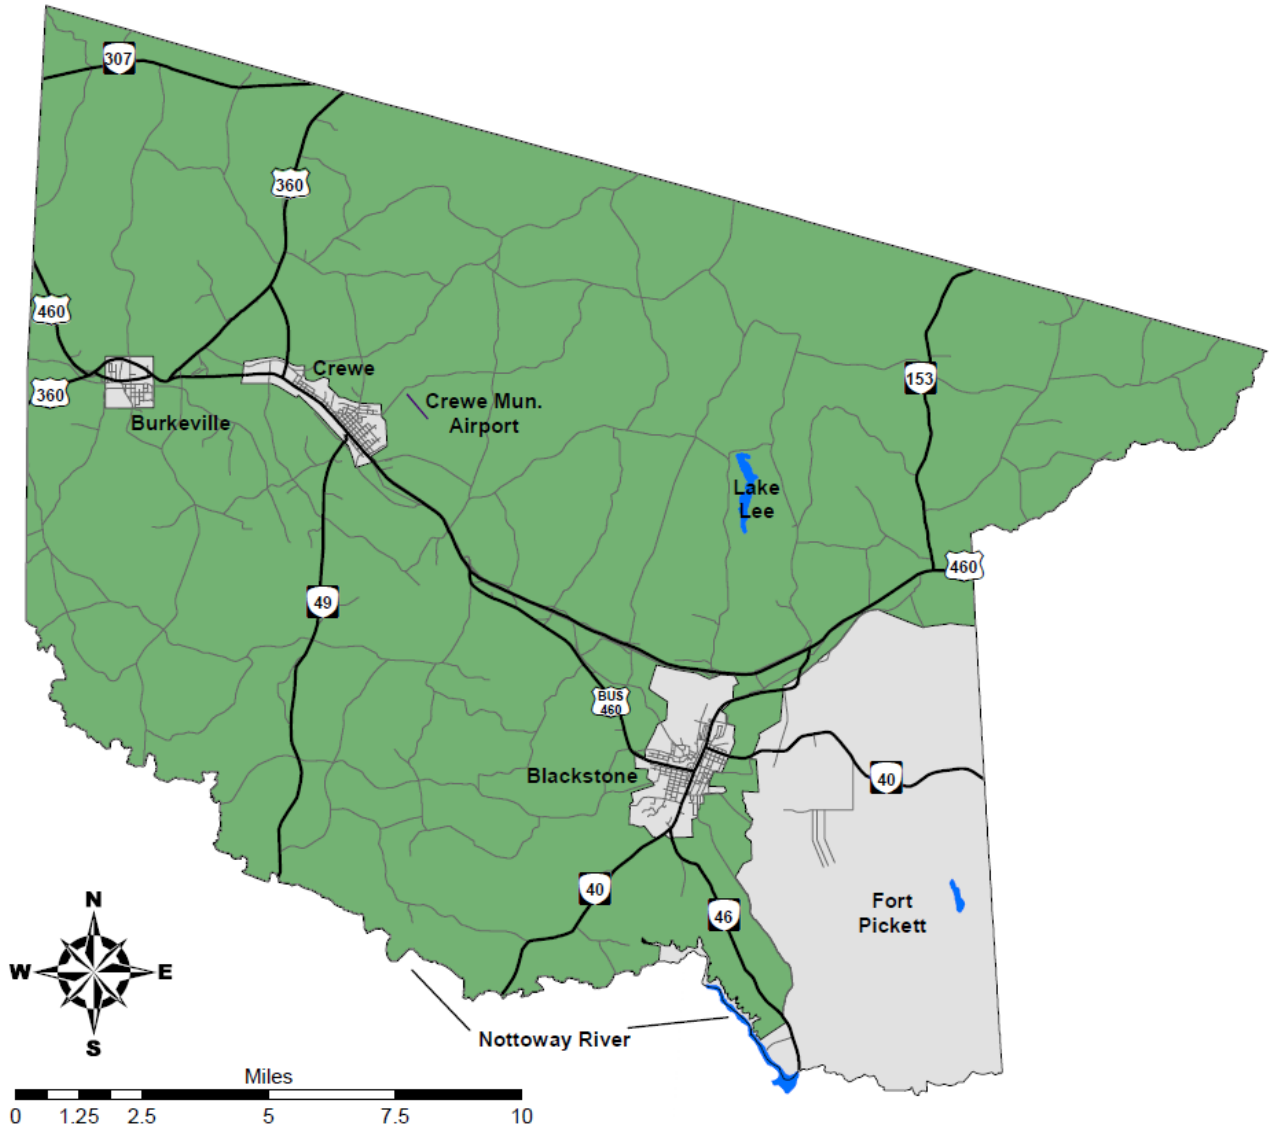 307
360
460
360
Crewe
Burkeville
Crewe Mun.
Airport
153
Lake
Lee
460
49
BUS
460
Blackstone
40
40
46
Fort
Pickett
N
W E
S
Nottoway River
Miles
0 1.25 2.5 5 7.5 10